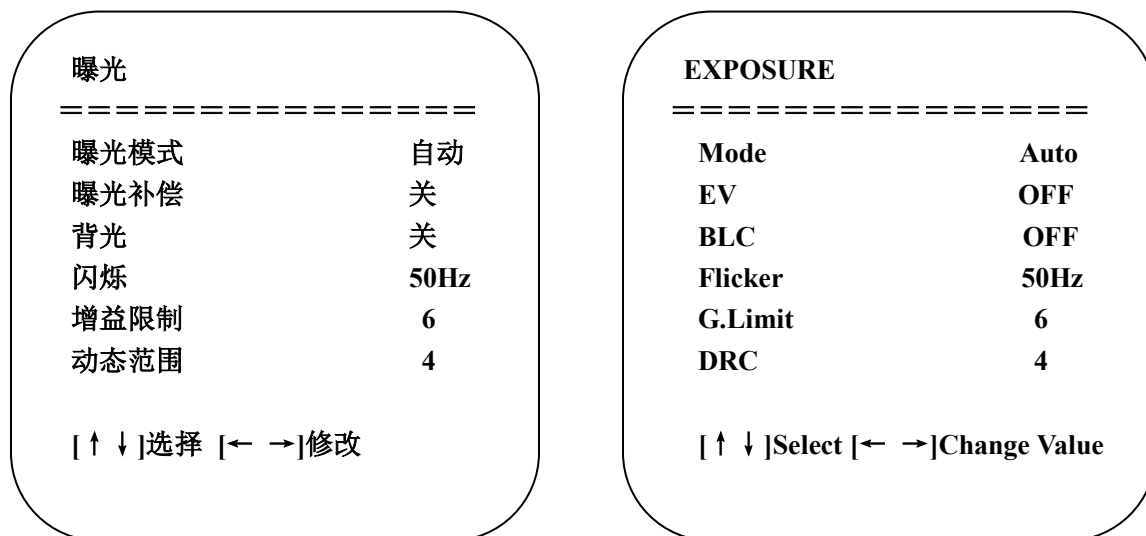 曝光
===============
曝光模式 自动
曝光补偿 关
背光 关
闪烁 50Hz
增益限制 6
动态范围 4
[↑ ↓]选择 [← →]修改
EXPOSURE
===============
Mode Auto
EV OFF
BLC OFF
Flicker 50Hz
G.Limit 6
DRC 4
[↑ ↓]Select [← →]Change Value